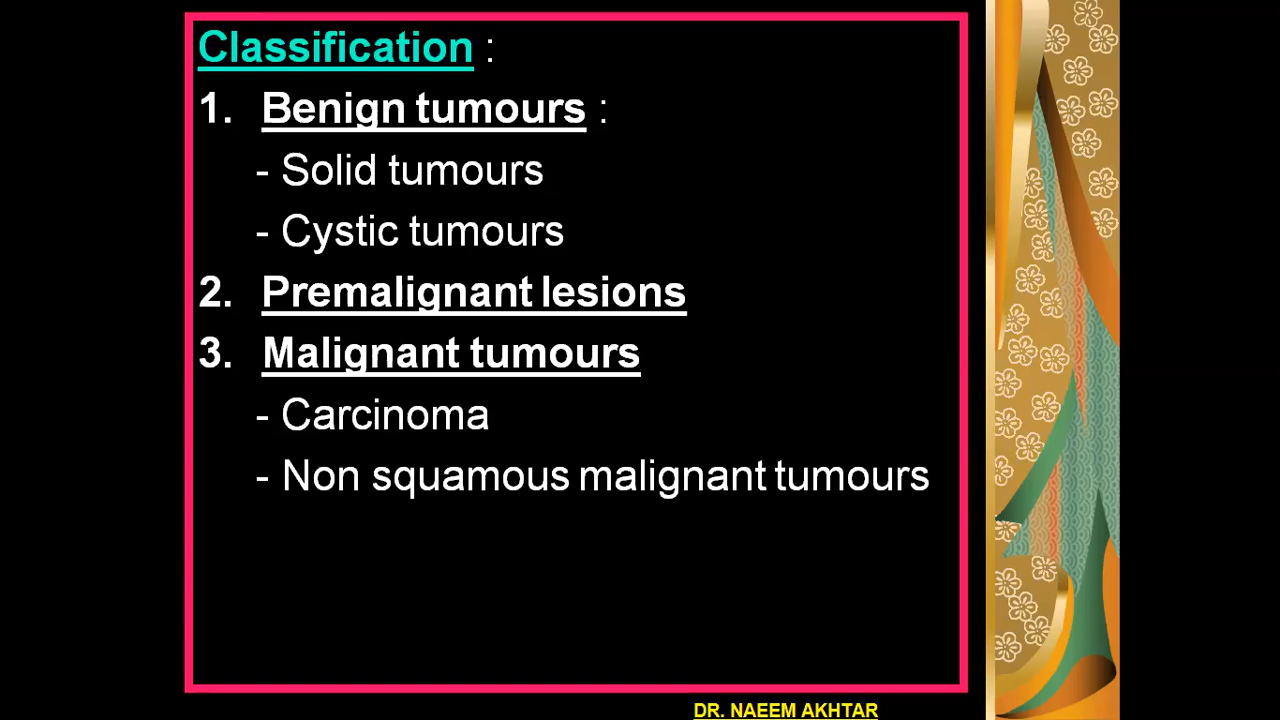 Classification :
1. Benign tumours :
- Solid tumours
- Cystic tumours
2. Premalignant lesions
3. Malignant tumours
- Carcinoma
- Non squamous malignant tumours
DR. NAEEM AKHTAR